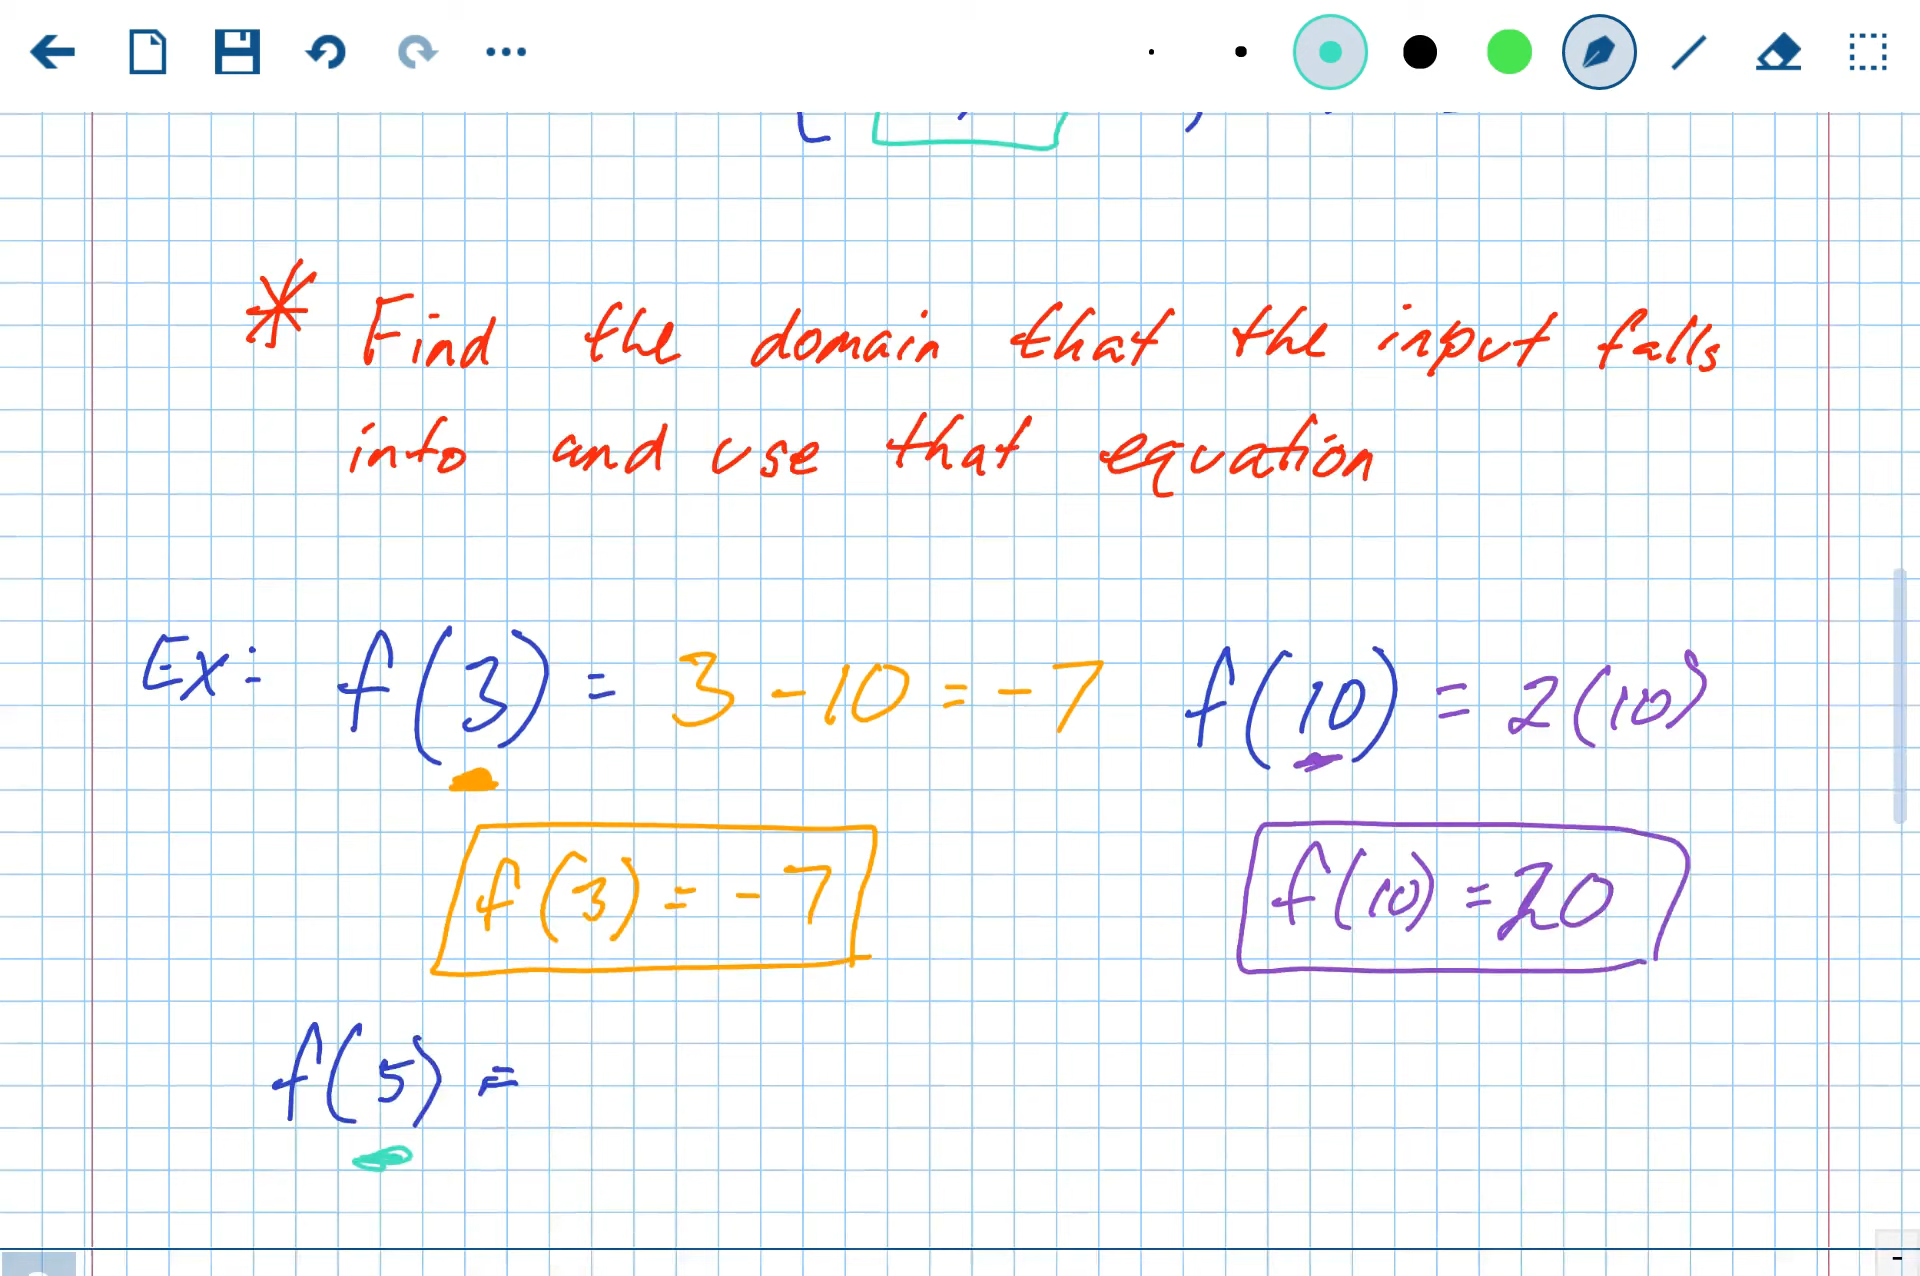 * Find the domain that the input falls
into and use that equation
Ex: f(3) = 3 - 10 = - 7 f(10) = 2(10)
f(3) = - 7 f(10) = 20
f(5) =